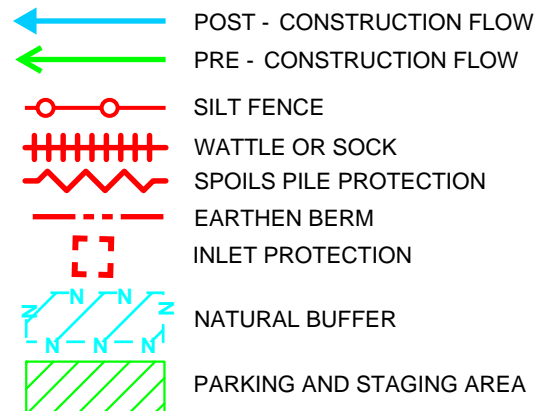 POST - CONSTRUCTION FLOW
PRE - CONSTRUCTION FLOW
SILT FENCE
WATTLE OR SOCK
SPOILS PILE PROTECTION
EARTHEN BERM
INLET PROTECTION
N N
N N NATURAL BUFFER
N N N
PARKING AND STAGING AREA